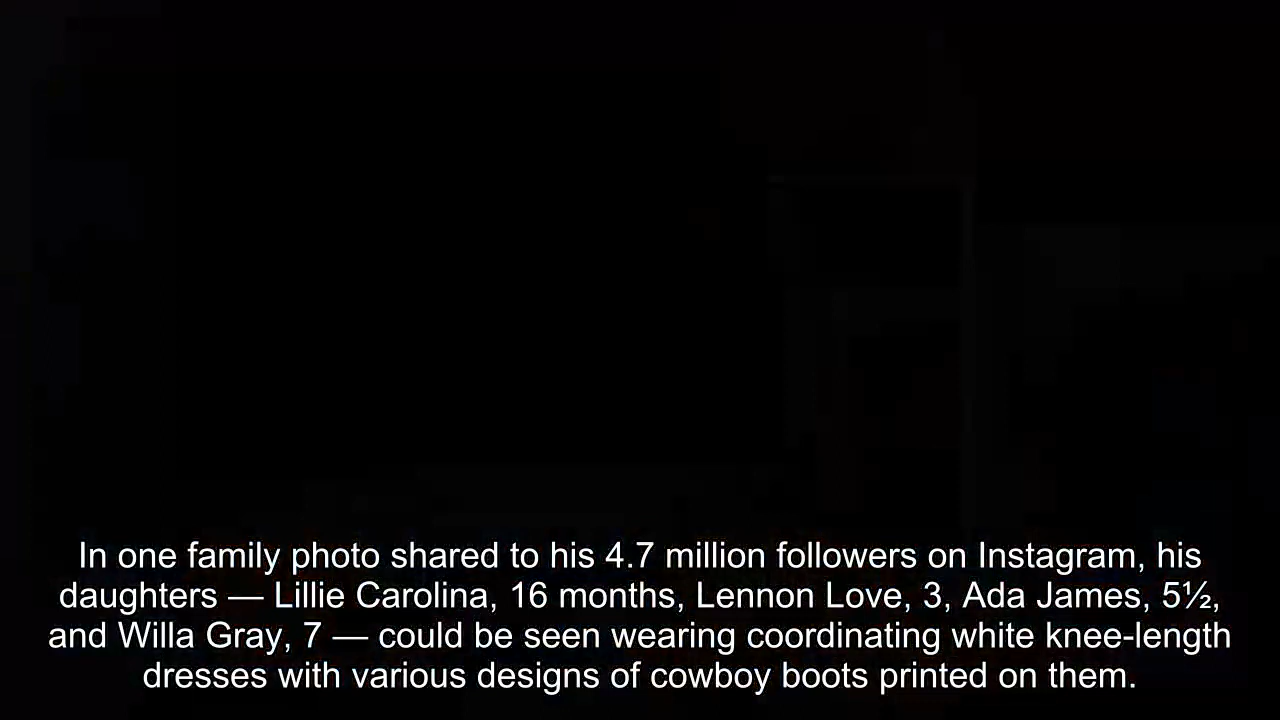 In one family photo shared to his 4.7 million followers on Instagram, his
daughters — Lillie Carolina, 16 months, Lennon Love, 3, Ada James, 5½,
and Willa Gray, 7 — could be seen wearing coordinating white knee-length
dresses with various designs of cowboy boots printed on them.